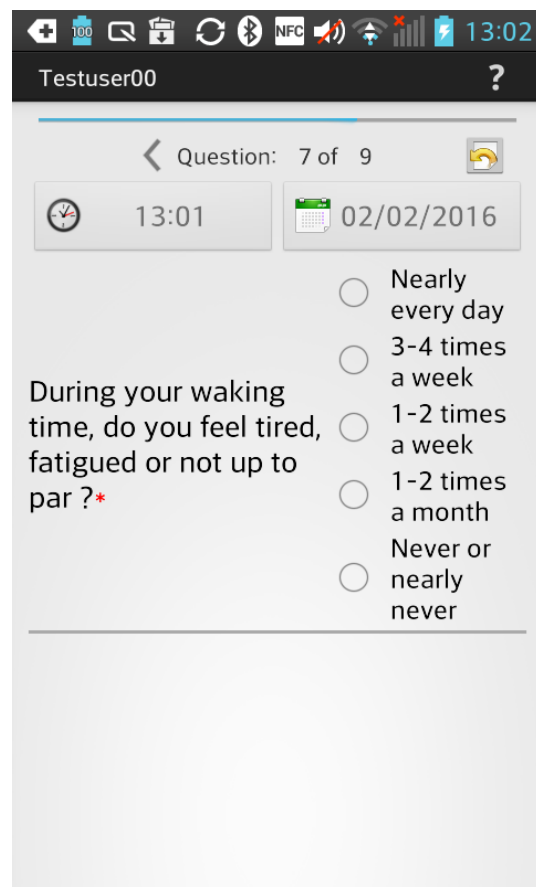 100 NFC 13:02
Testuser00 ?
Question: 7 of 9
13:01 02/02/2016
During your waking
time, do you feel tired,
fatigued or not up to
par ?*
Nearly
every day
3-4 times
a week
1-2 times
a week
1-2 times
a month
Never or
nearly
never